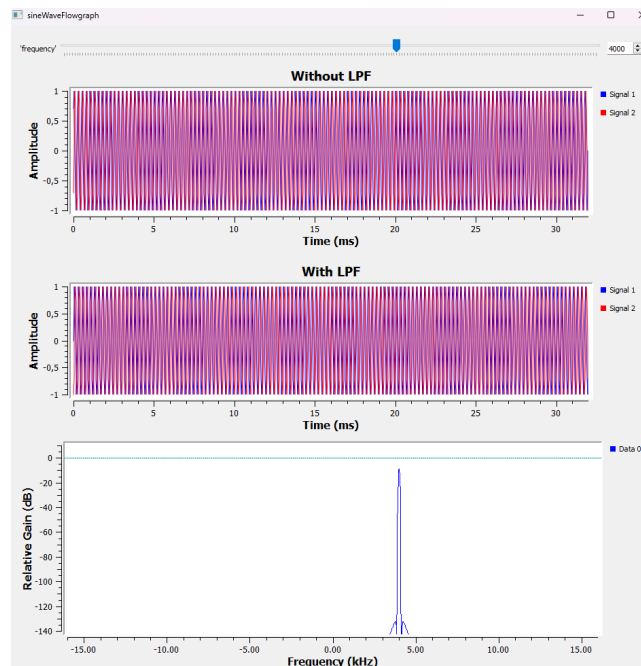 sineWaveFlowgraph
'frequency'
4000
Without LPF
Signal 1
Signal 2
Amplitude
1
0,5
0
-0,5
-1
0
5
10
15
20
25
30
Time (ms)
With LPF
Signal 1
Signal 2
Amplitude
1
0,5
0
-0,5
-1
0
5
10
15
20
25
30
Time (ms)
Data 0
Relative Gain (dB)
0
-20
-40
-60
-80
-100
-120
-140
-15.00
-10.00
-5.00
0.00
5.00
10.00
15.00
Frequency (kHz)